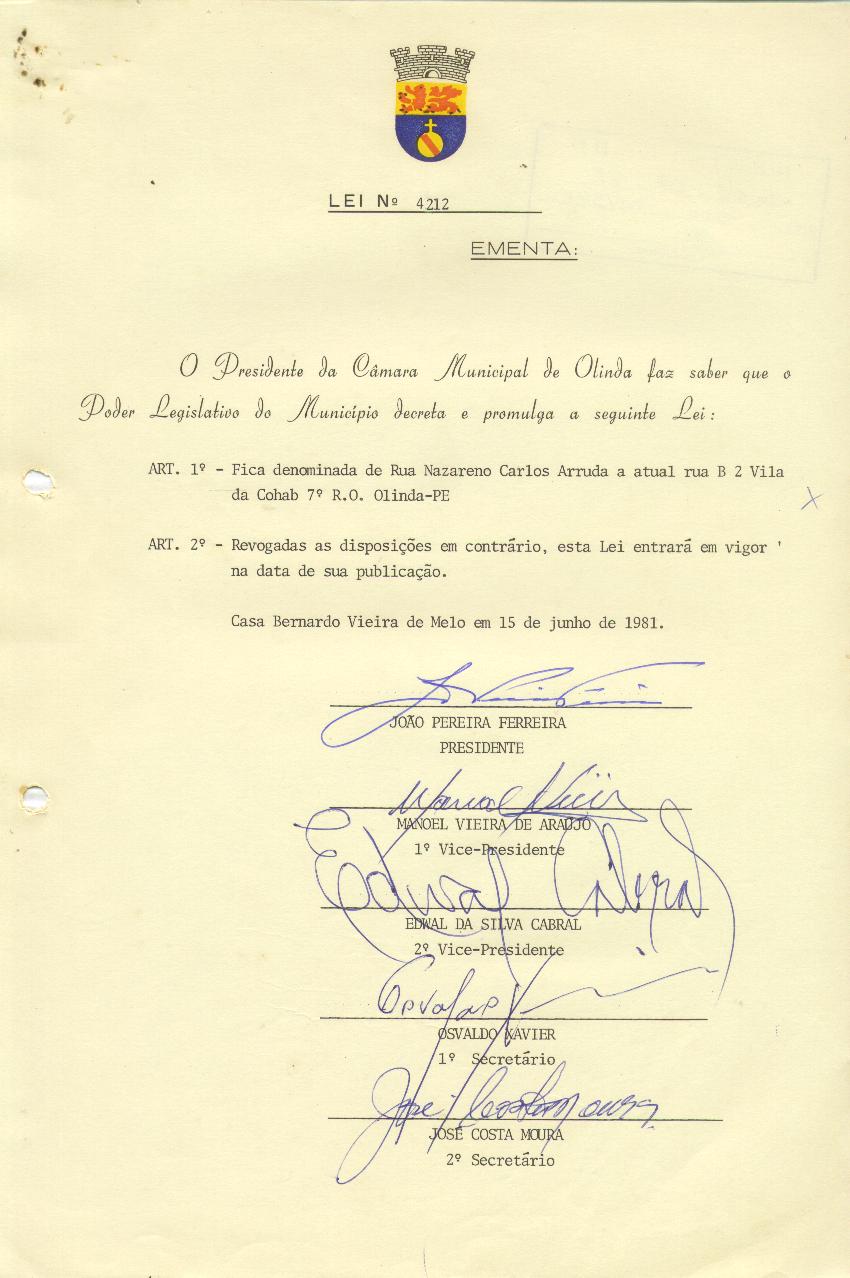 LEI Nº 4212
EMENTA:
O Presidente da Câmara Municipal de Olinda faz saber que o
Poder Legislativo do Município decreta e promulga a seguinte Lei:
ART. 1º - Fica denominada de Rua Nazareno Carlos Arruda a atual rua B 2 Vila
da Cohab 7º R.O. Olinda-PE
ART. 2º - Revogadas as disposições em contrário, esta Lei entrará em vigor '
na data de sua publicação.
Casa Bernardo Vieira de Melo em 15 de junho de 1981.
JOÃO PEREIRA FERREIRA
PRESIDENTE
Manoel Vieira
MANOEL VIEIRA DE ARAÚJO
1º Vice-Presidente
Edwal Cabral
EDWAL DA SILVA CABRAL
2º Vice-Presidente
Osvaldo
OSVALDO XAVIER
1º Secretário
José Costa Moura
JOSÉ COSTA MOURA
2º Secretário